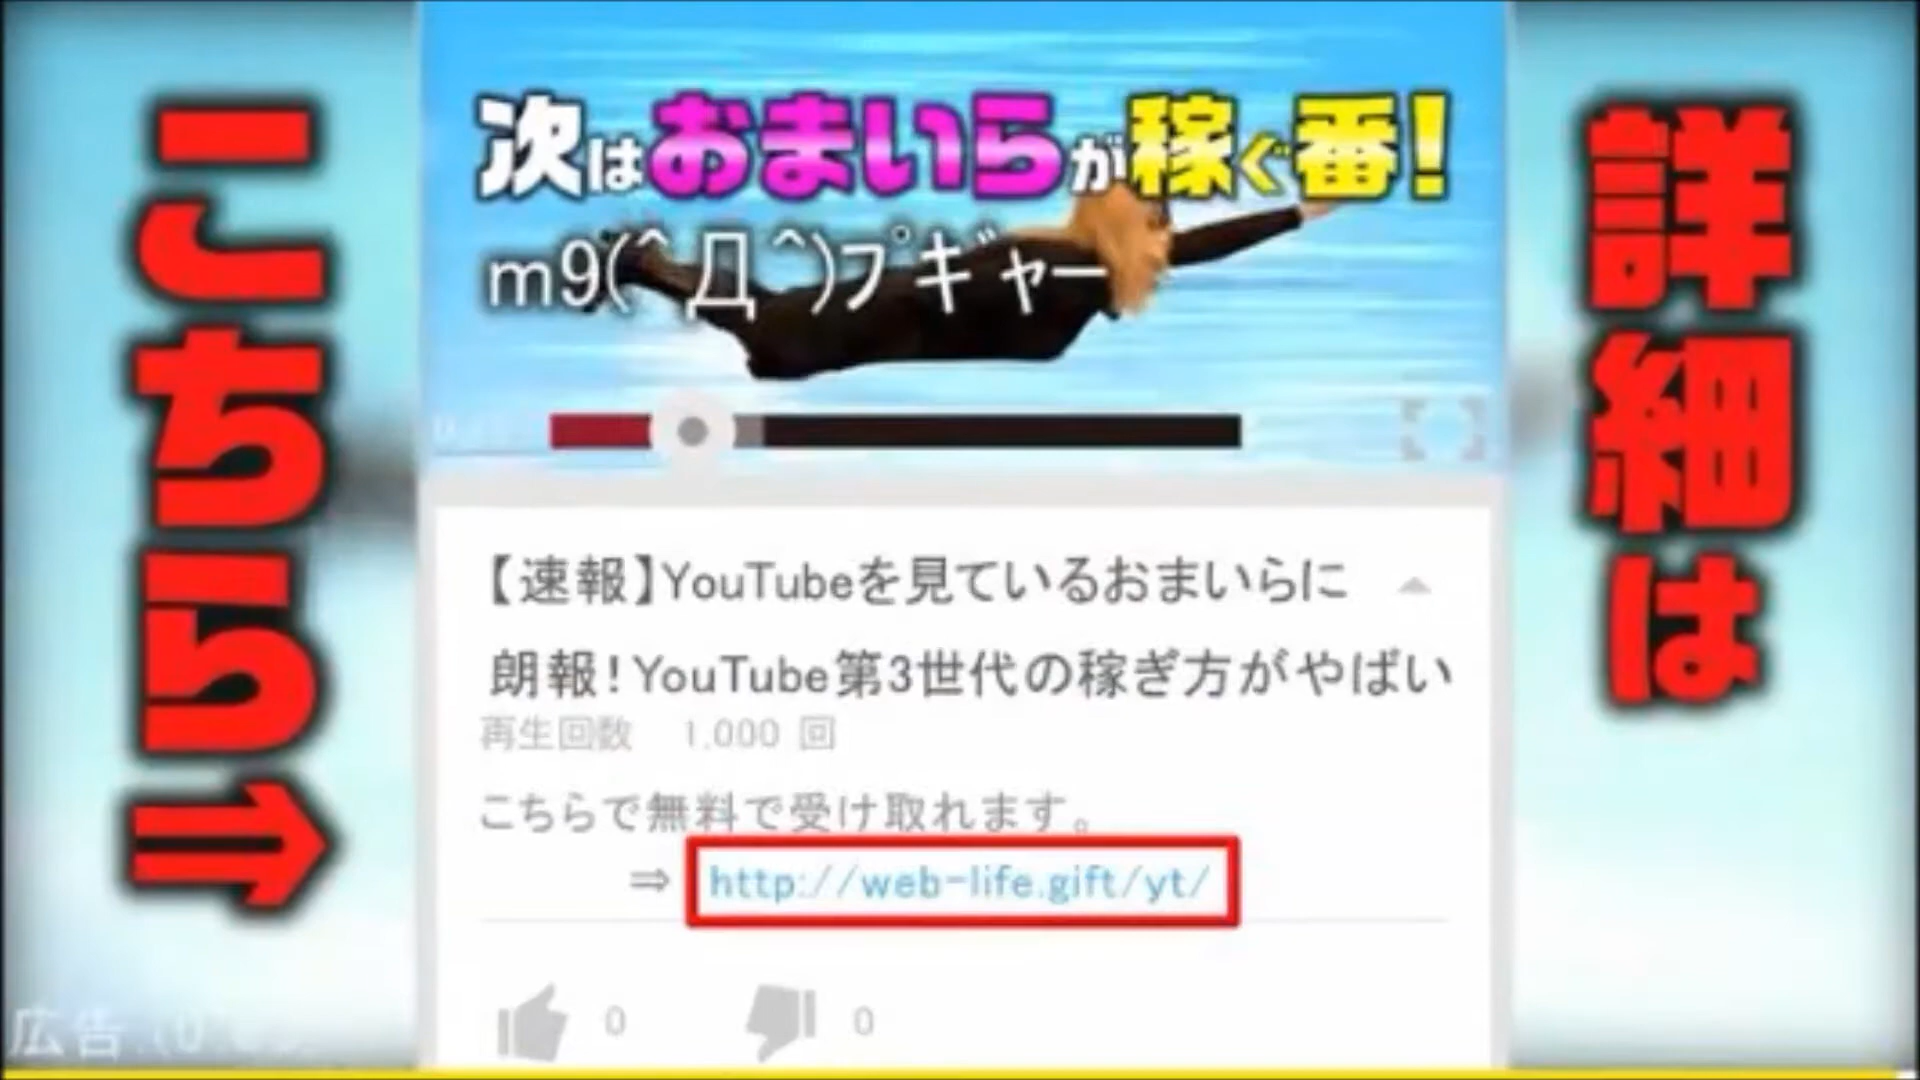 詳細は
こちら⇒
次はおまいらが稼ぐ番!
m9(^Д^)プギャー
【速報】YouTubeを見ているおまいらに
朗報!YouTube第3世代の稼ぎ方がやばい
再生回数 1,000 回
こちらで無料で受け取れます。
⇒ http://web-life.gift/yt/
0 0
広告